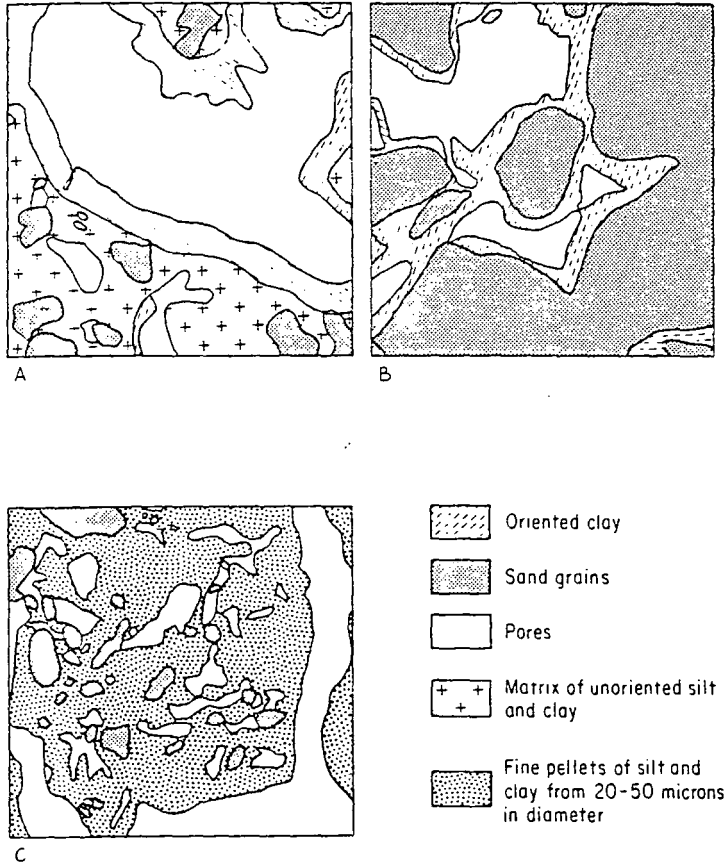 A
B
C
Oriented clay
Sand grains
Pores
Matrix of unoriented silt
and clay
Fine pellets of silt and
clay from 20-50 microns
in diameter